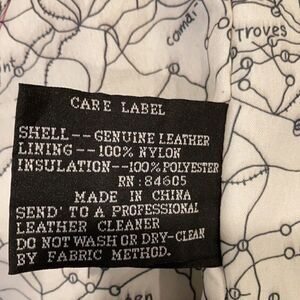 TROVES
CARE LABEL
SHELL--GENUINE LEATHER
LINING--100% NYLON
INSULATION--100%POLYESTER
RN:84605
MADE IN CHINA
SEND TO A PROFESSIONAL
LEATHER CLEANER
DO NOT WASH OR DRY-CLEAN
BY FABRIC METHOD.